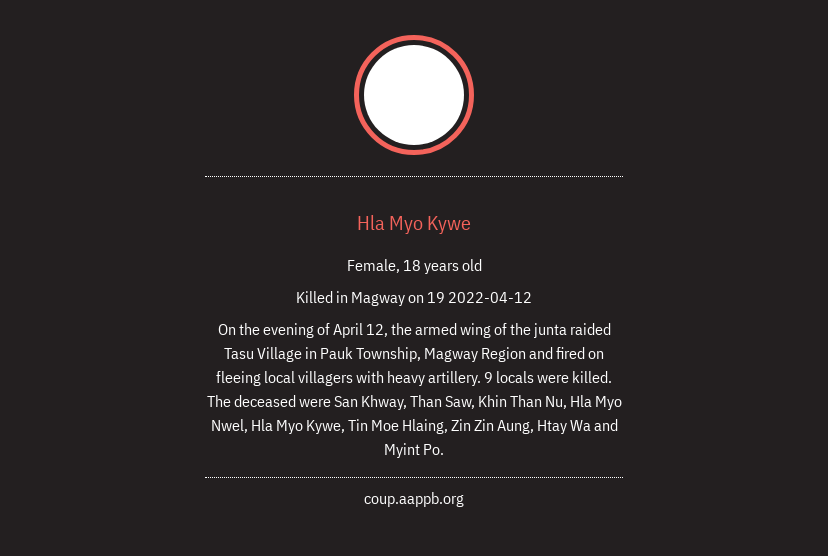 Hla Myo Kywe
Female, 18 years old
Killed in Magway on 19 2022-04-12
On the evening of April 12, the armed wing of the junta raided
Tasu Village in Pauk Township, Magway Region and fired on
fleeing local villagers with heavy artillery. 9 locals were killed.
The deceased were San Khway, Than Saw, Khin Than Nu, Hla Myo
Nwel, Hla Myo Kywe, Tin Moe Hlaing, Zin Zin Aung, Htay Wa and
Myint Po.
coup.aappb.org